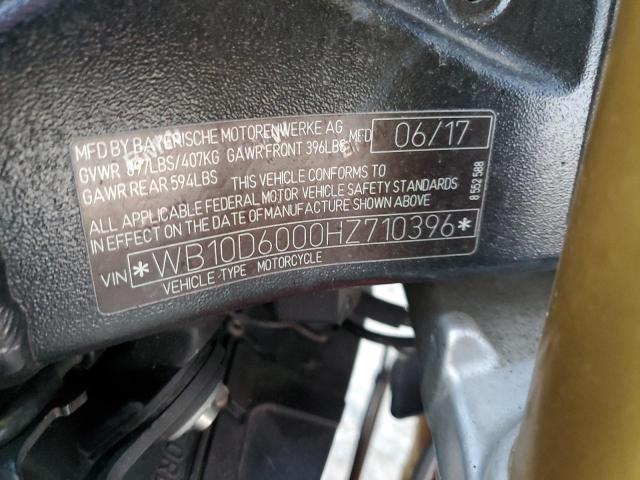 MFD BY BAYERISCHE MOTORENWERKE AG
GVWR 897LBS/407KG GAWR FRONT 396LBS MFD 06/17
GAWR REAR 594LBS
THIS VEHICLE CONFORMS TO
ALL APPLICABLE FEDERAL MOTOR VEHICLE SAFETY STANDARDS
IN EFFECT ON THE DATE OF MANUFACTURE SHOWN ABOVE
VIN *WB10D6000HZ710396*
VEHICLE-TYPE MOTORCYCLE
8 552 588